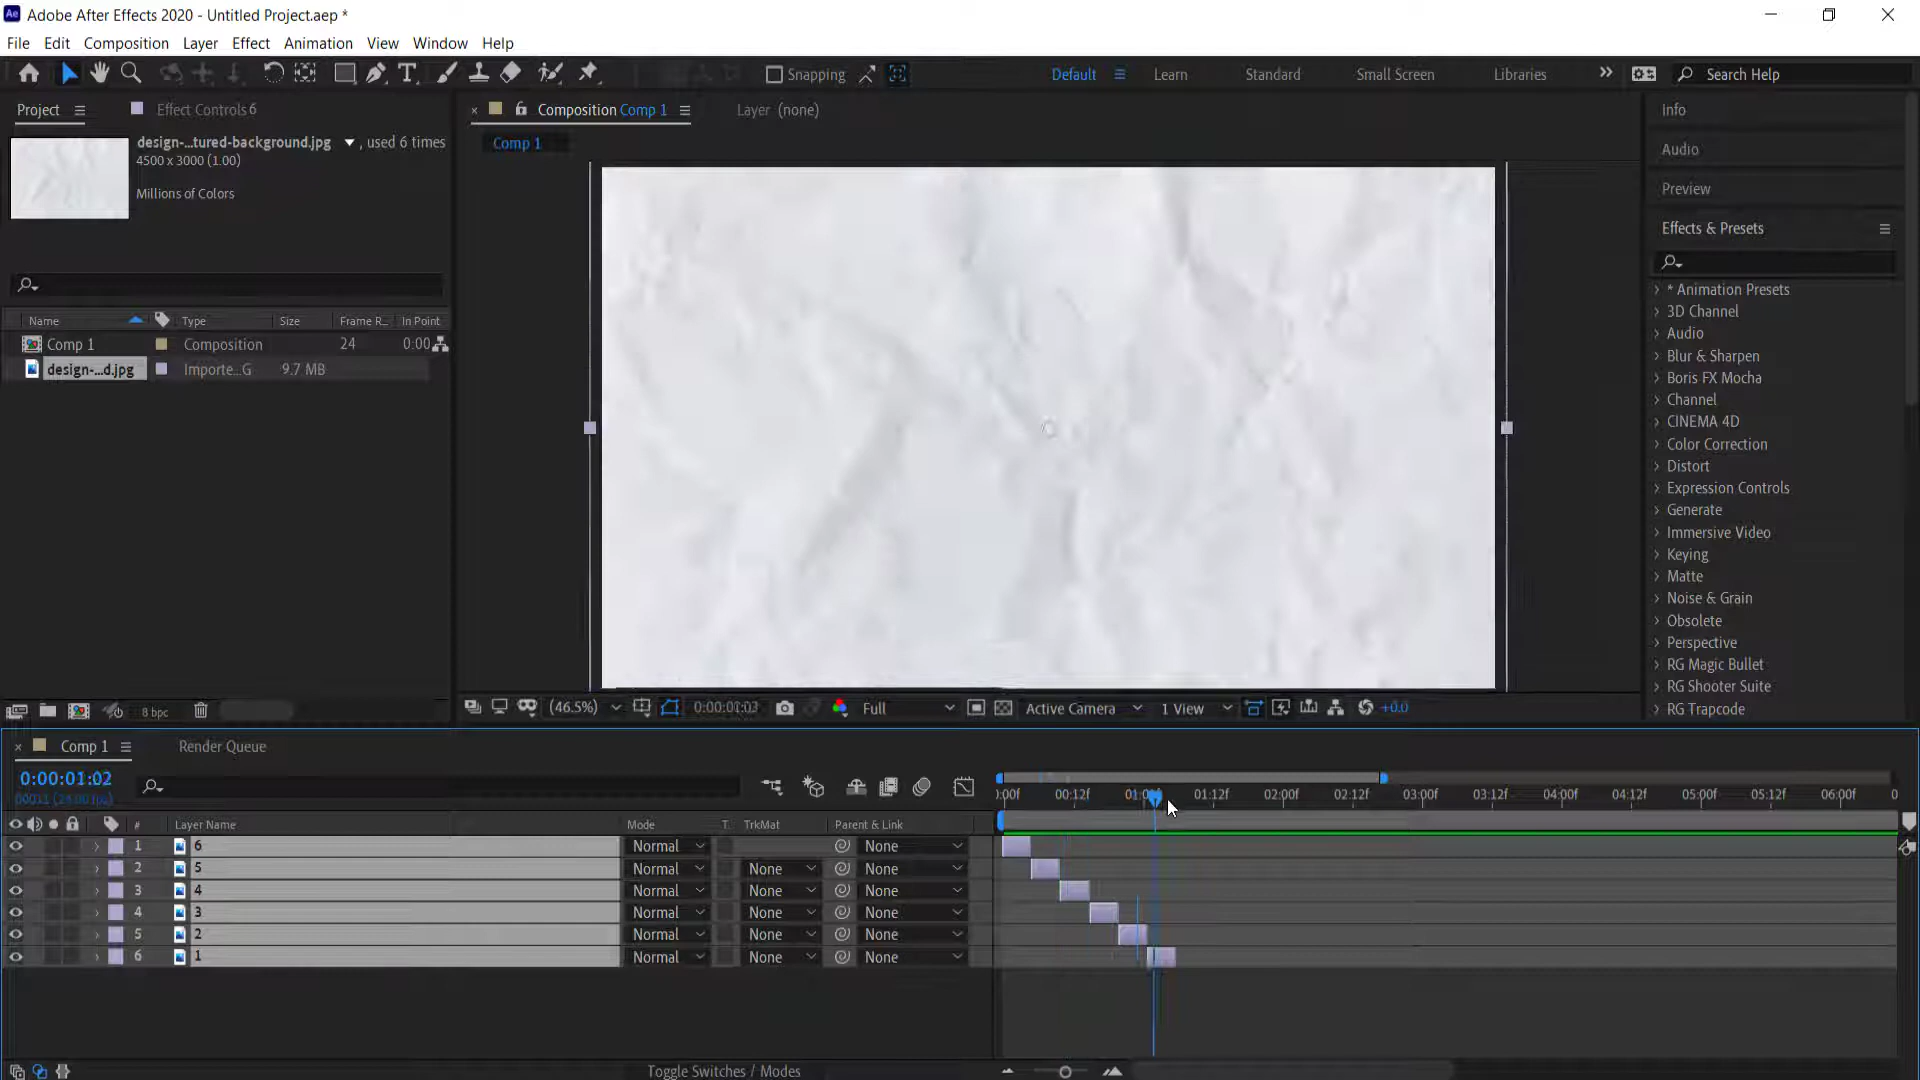 Adobe After Effects 2020 - Untitled Project.aep *
File Edit Composition Layer Effect Animation View Window Help
Snapping Default Learn Standard Small Screen Libraries Search Help
Project Effect Controls 6 Composition Comp 1 Layer (none) Info
design-...tured-background.jpg , used 6 times
4500 x 3000 (1.00)
Millions of Colors
Comp 1
Audio
Preview
Effects & Presets
Name Type Size Frame R... In Point
Comp 1 Composition 24 0:00
design-...d.jpg Importe...G 9.7 MB
* Animation Presets
3D Channel
Audio
Blur & Sharpen
Boris FX Mocha
Channel
CINEMA 4D
Color Correction
Distort
Expression Controls
Generate
Immersive Video
Keying
Matte
Noise & Grain
Obsolete
Perspective
RG Magic Bullet
RG Shooter Suite
RG Trapcode
8 bpc (46.5%) 0:00:01:03 Full Active Camera 1 View +0.0
Comp 1 Render Queue
0:00:01:02
:00f 00:12f 01:12f 02:00f 02:12f 03:00f 03:12f 04:00f 04:12f 05:00f 05:12f 06:00f 0
# Layer Name Mode T. TrkMat Parent & Link
1 6 Normal None
2 5 Normal None None
3 4 Normal None None
4 3 Normal None None
5 2 Normal None None
6 1 Normal None None
Toggle Switches / Modes